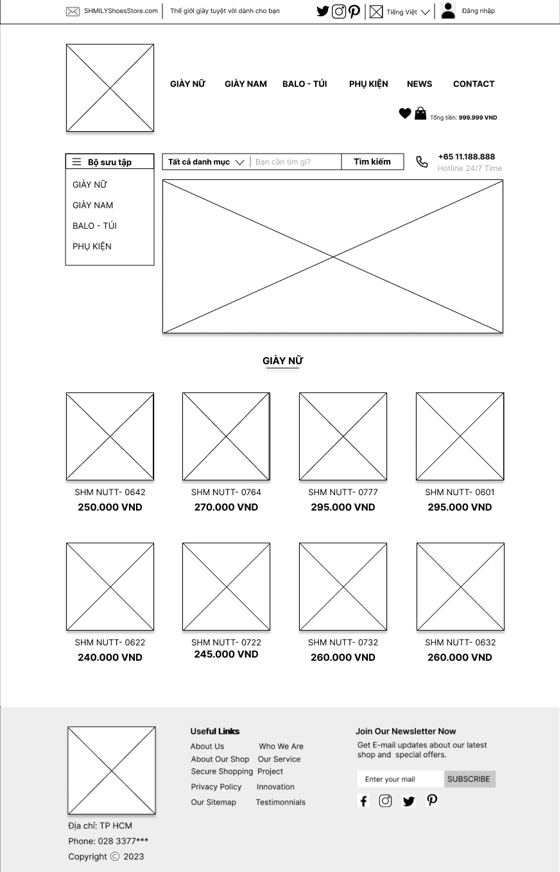 SHMILYShoesStore.com
Thế giới giày tuyệt vời dành cho bạn
Tiếng Việt
Đăng nhập
GIÀY NỮ GIÀY NAM BALO - TÚI PHỤ KIỆN NEWS CONTACT
Tổng tiền: 999.999 VND
Bộ sưu tập
Tất cả danh mục
Bạn cần tìm gì?
Tìm kiếm
+65 11.188.888
Hotline 24/7 Time
GIÀY NỮ
GIÀY NAM
BALO - TÚI
PHỤ KIỆN
GIÀY NỮ
SHM NUTT- 0642 SHM NUTT- 0764 SHM NUTT- 0777 SHM NUTT- 0601
250.000 VND 270.000 VND 295.000 VND 295.000 VND
SHM NUTT- 0622 SHM NUTT- 0722 SHM NUTT- 0732 SHM NUTT- 0632
240.000 VND 245.000 VND 260.000 VND 260.000 VND
Địa chỉ: TP HCM
Phone: 028 3377***
Copyright © 2023
Useful Links
About Us Who We Are
About Our Shop Our Service
Secure Shopping Project
Privacy Policy Innovation
Our Sitemap Testimonnials
Join Our Newsletter Now
Get E-mail updates about our latest
shop and special offers.
Enter your mail
SUBSCRIBE